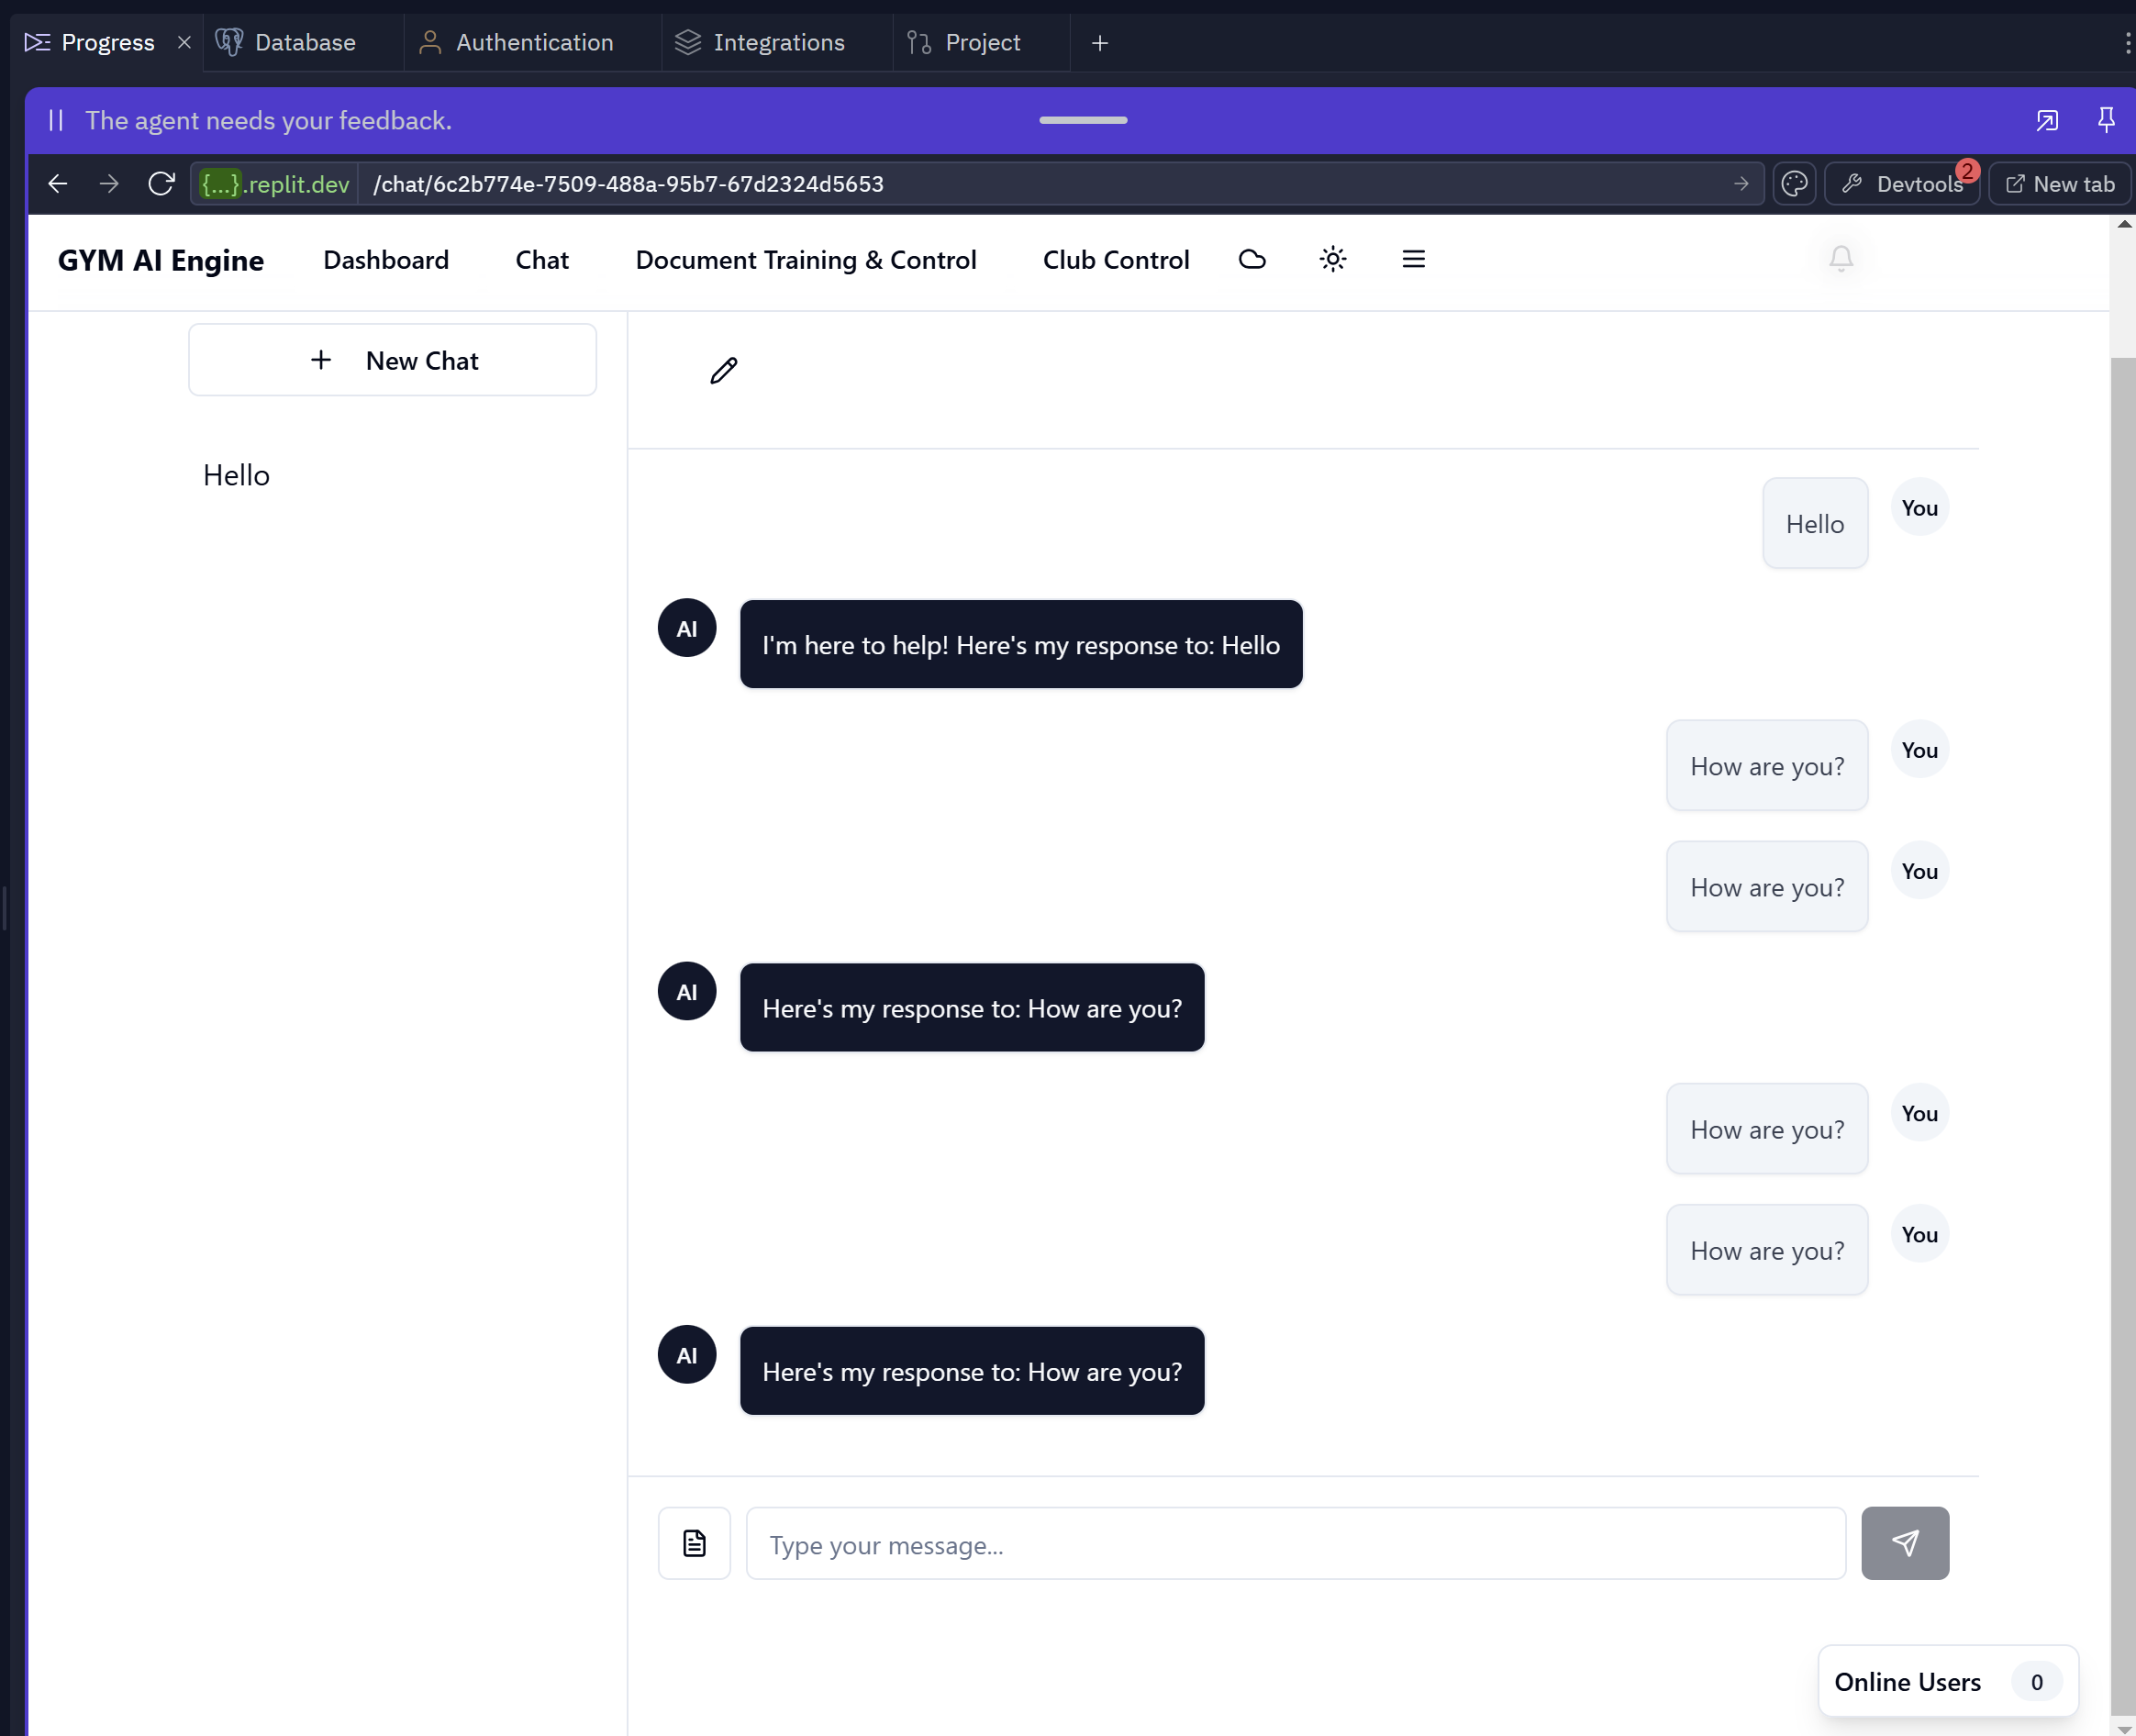 Progress Database Authentication Integrations Project
The agent needs your feedback.
{...}.replit.dev /chat/6c2b774e-7509-488a-95b7-67d2324d5653 Devtools 2 New tab
GYM AI Engine Dashboard Chat Document Training & Control Club Control
New Chat
Hello
Hello You
AI I'm here to help! Here's my response to: Hello
How are you? You
How are you? You
AI Here's my response to: How are you?
How are you? You
How are you? You
AI Here's my response to: How are you?
Type your message...
Online Users 0